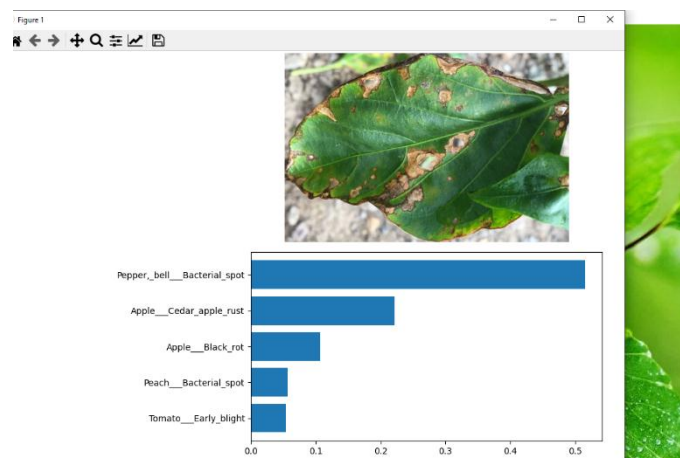 Figure 1
Pepper,_bell___Bacterial_spot
Apple___Cedar_apple_rust
Apple___Black_rot
Peach___Bacterial_spot
Tomato___Early_blight
0.0 0.1 0.2 0.3 0.4 0.5